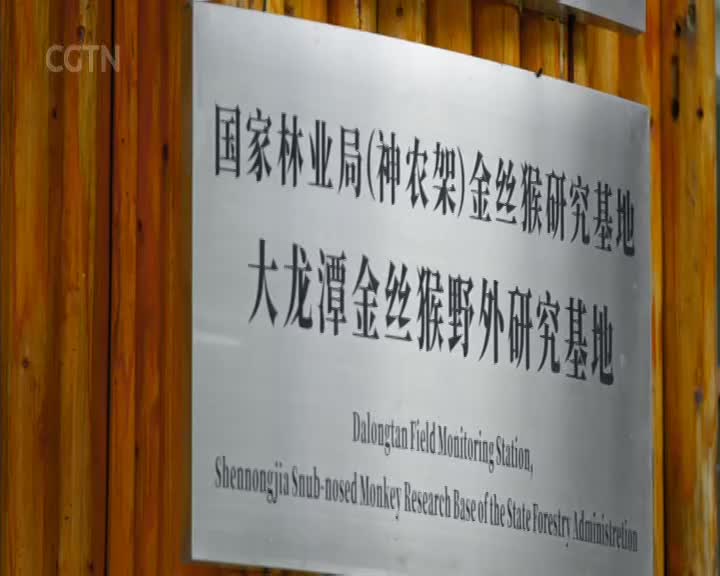 CGTN
国家林业局(神农架)金丝猴研究基地
大龙潭金丝猴野外研究基地
Dalongtan Field Monitoring Station,
Shennongjia Snub-nosed Monkey Research Base of the State Forestry Administretion